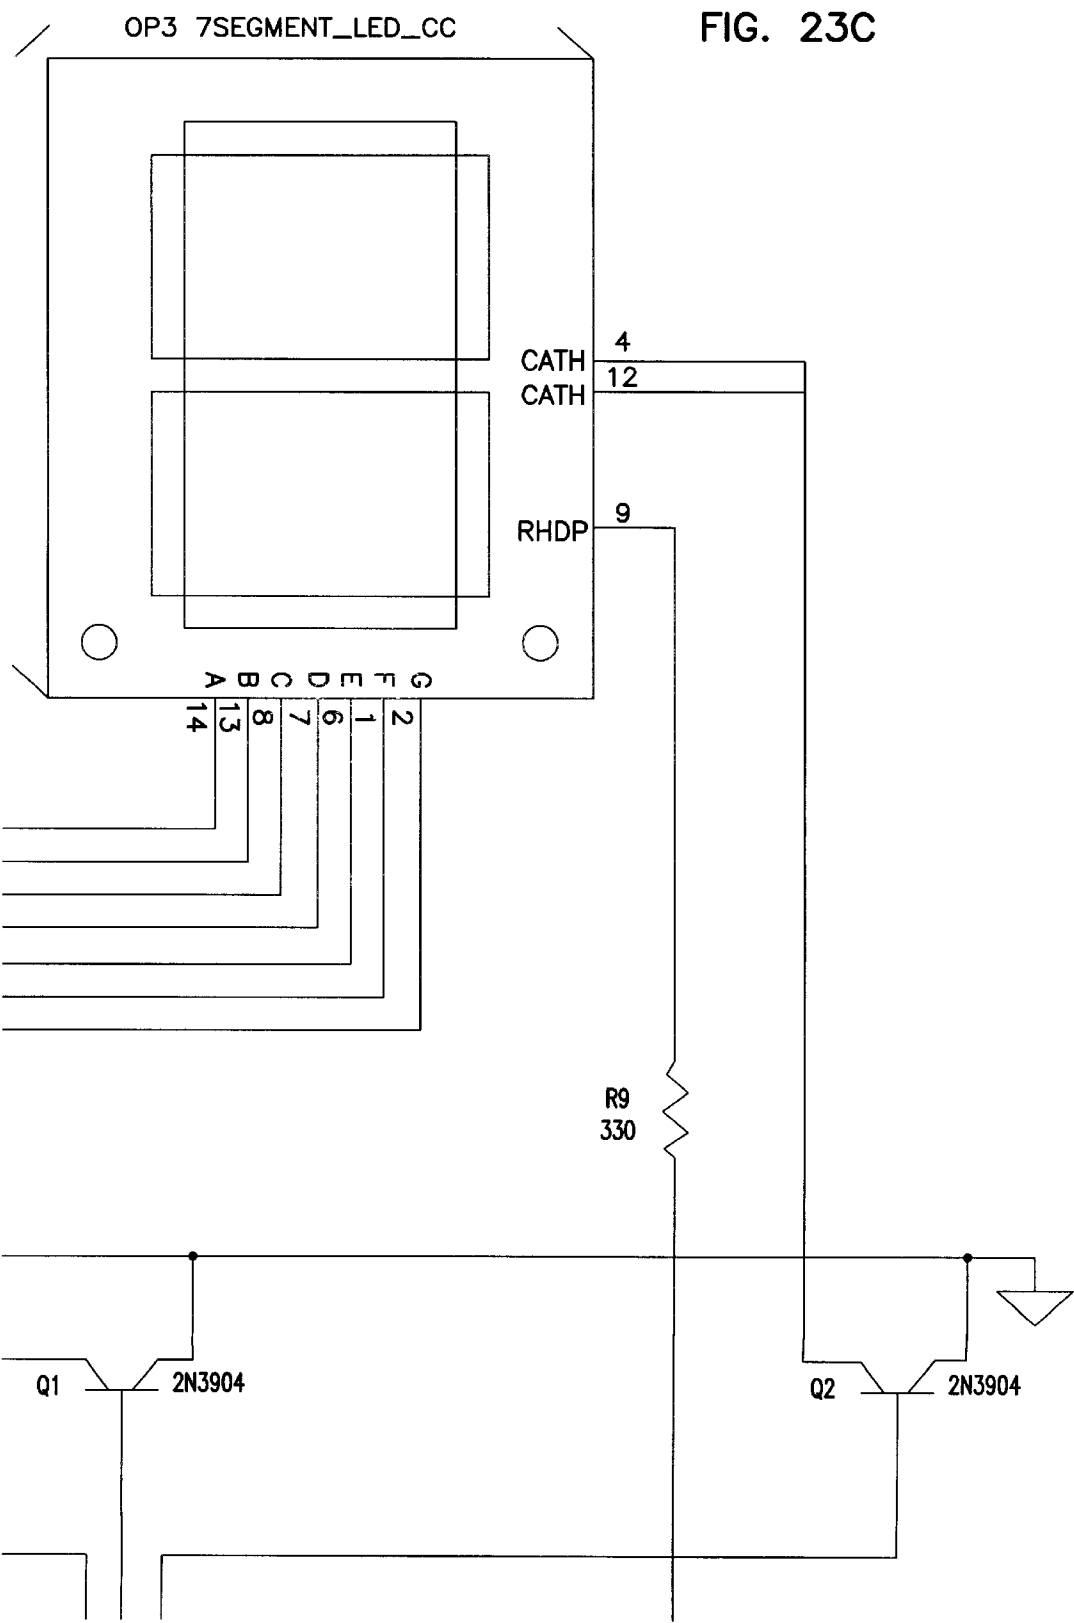 OP3 7SEGMENT_LED_CC
FIG. 23C
CATH 4
CATH 12
RHDP 9
A B C D E F G
14 13 8 7 6 1 2
R9
330
Q1 2N3904
Q2 2N3904